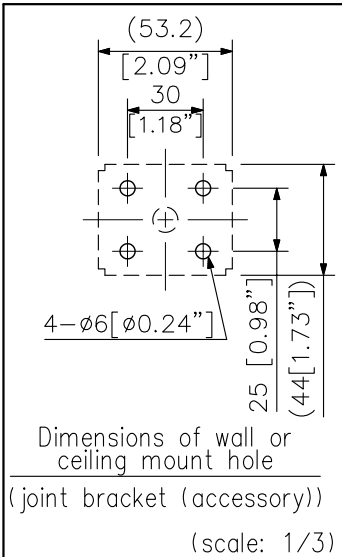 (53.2)
[2.09"]
30
[1.18"]
4-ø6[ø0.24"]
25 [0.98"]
(44[1.73"])
Dimensions of wall or
ceiling mount hole
(joint bracket (accessory))
(scale: 1/3)